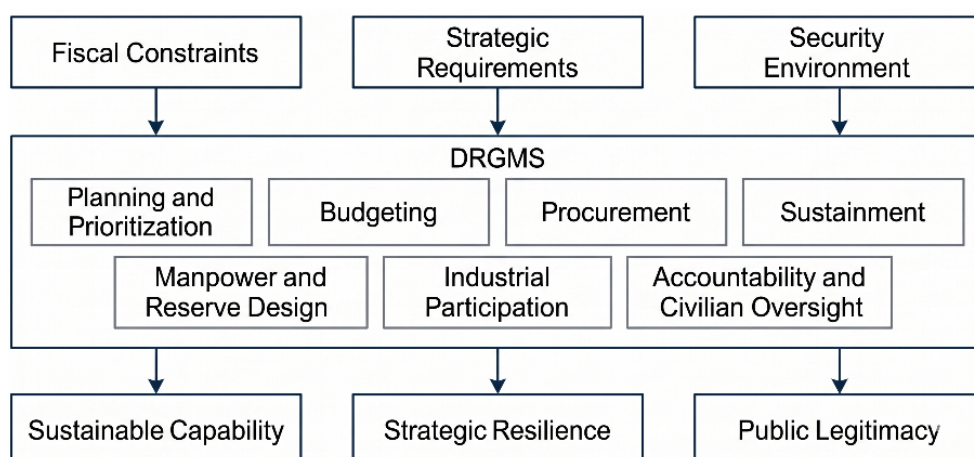 Fiscal Constraints
Strategic
Requirements
Security
Environment
DRGMS
Planning and
Prioritization
Budgeting
Procurement
Sustainment
Manpower and
Reserve Design
Industrial
Participation
Accountability and
Civilian Oversight
Sustainable Capability
Strategic Resilience
Public Legitimacy